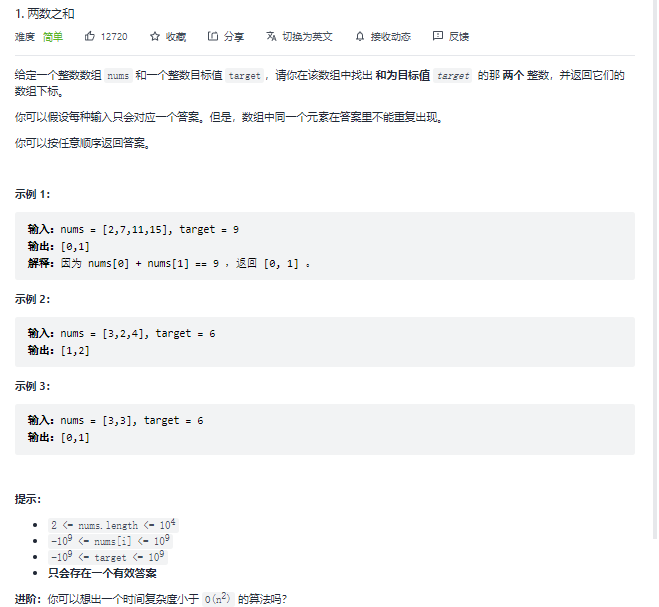 1. 两数之和
难度 简单 12720 收藏 分享 切换为英文 接收动态 反馈
给定一个整数数组 nums 和一个整数目标值 target，请你在该数组中找出 和为目标值 target 的那 两个 整数，并返回它们的
数组下标。
你可以假设每种输入只会对应一个答案。但是，数组中同一个元素在答案里不能重复出现。
你可以按任意顺序返回答案。
示例 1：
输入：nums = [2,7,11,15], target = 9
输出：[0,1]
解释：因为 nums[0] + nums[1] == 9 ，返回 [0, 1] 。
示例 2：
输入：nums = [3,2,4], target = 6
输出：[1,2]
示例 3：
输入：nums = [3,3], target = 6
输出：[0,1]
提示：
• 2 <= nums.length <= 10⁴
• -10⁹ <= nums[i] <= 10⁹
• -10⁹ <= target <= 10⁹
• 只会存在一个有效答案
进阶：你可以想出一个时间复杂度小于 O(n²) 的算法吗？